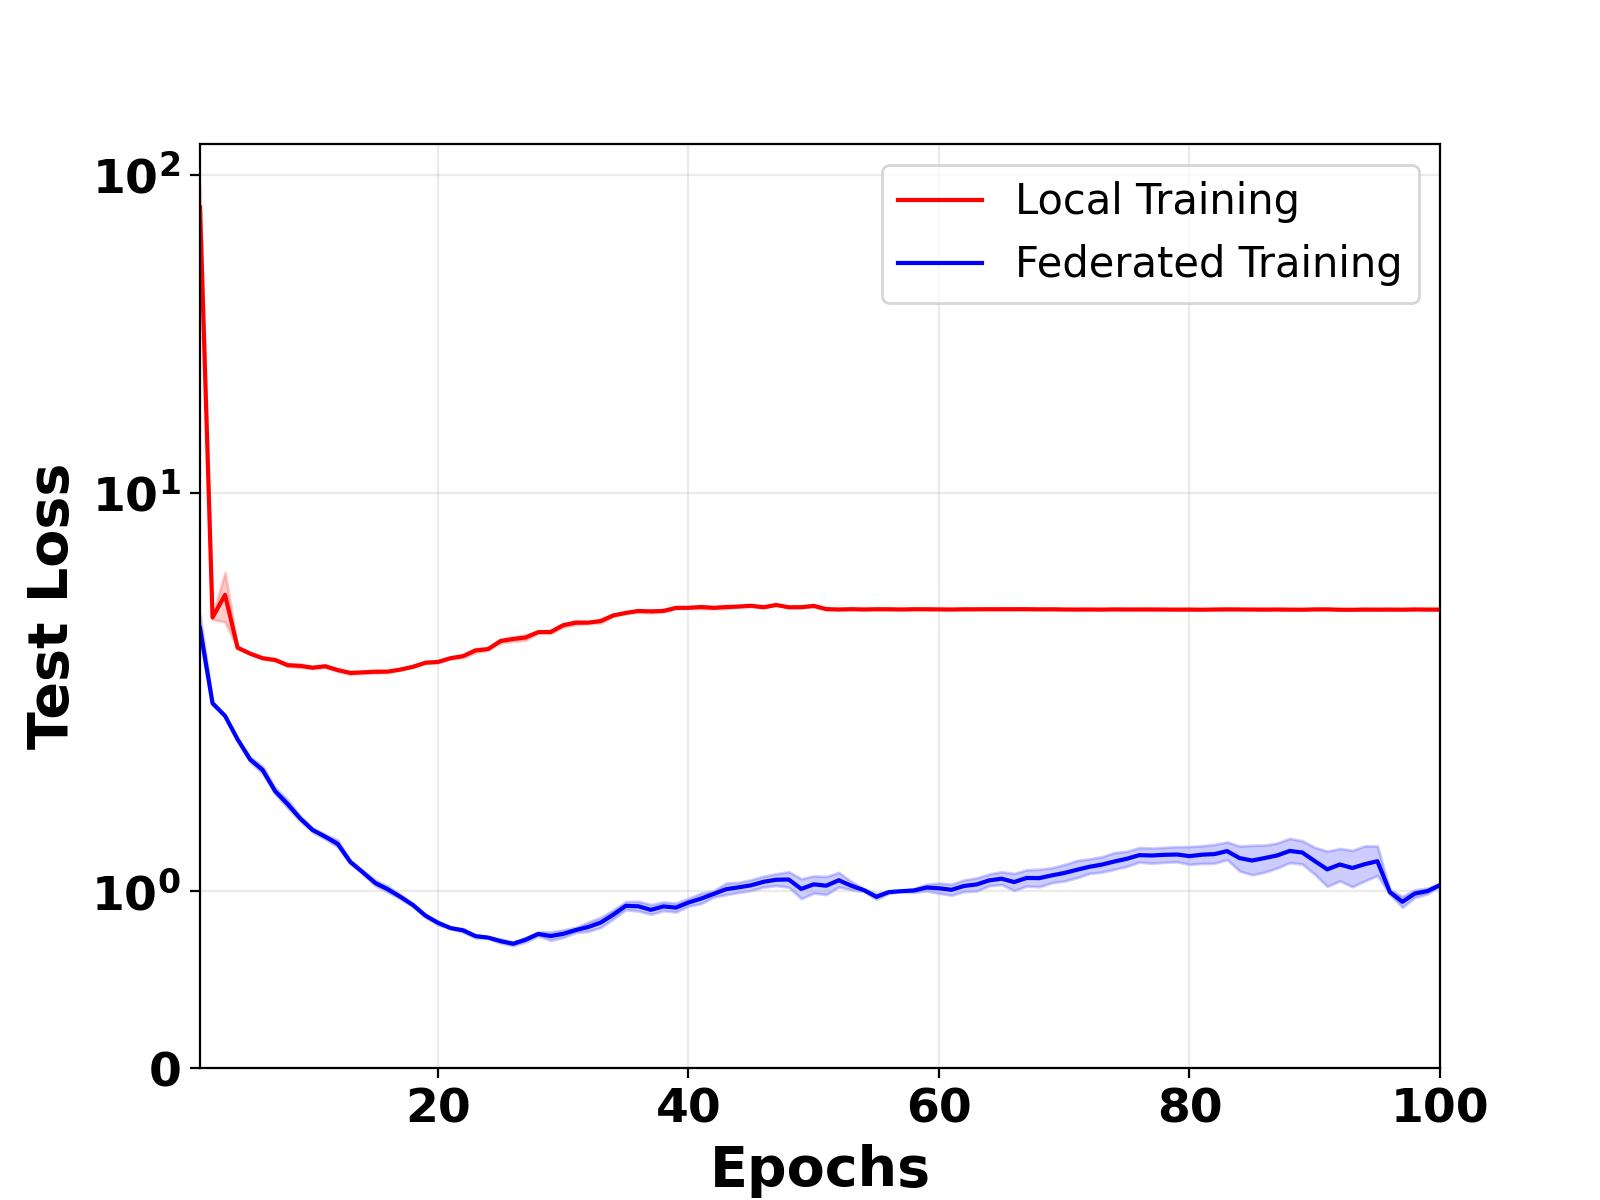 10²
10¹
10⁰
0
Test Loss
Local Training
Federated Training
20 40 60 80 100
Epochs